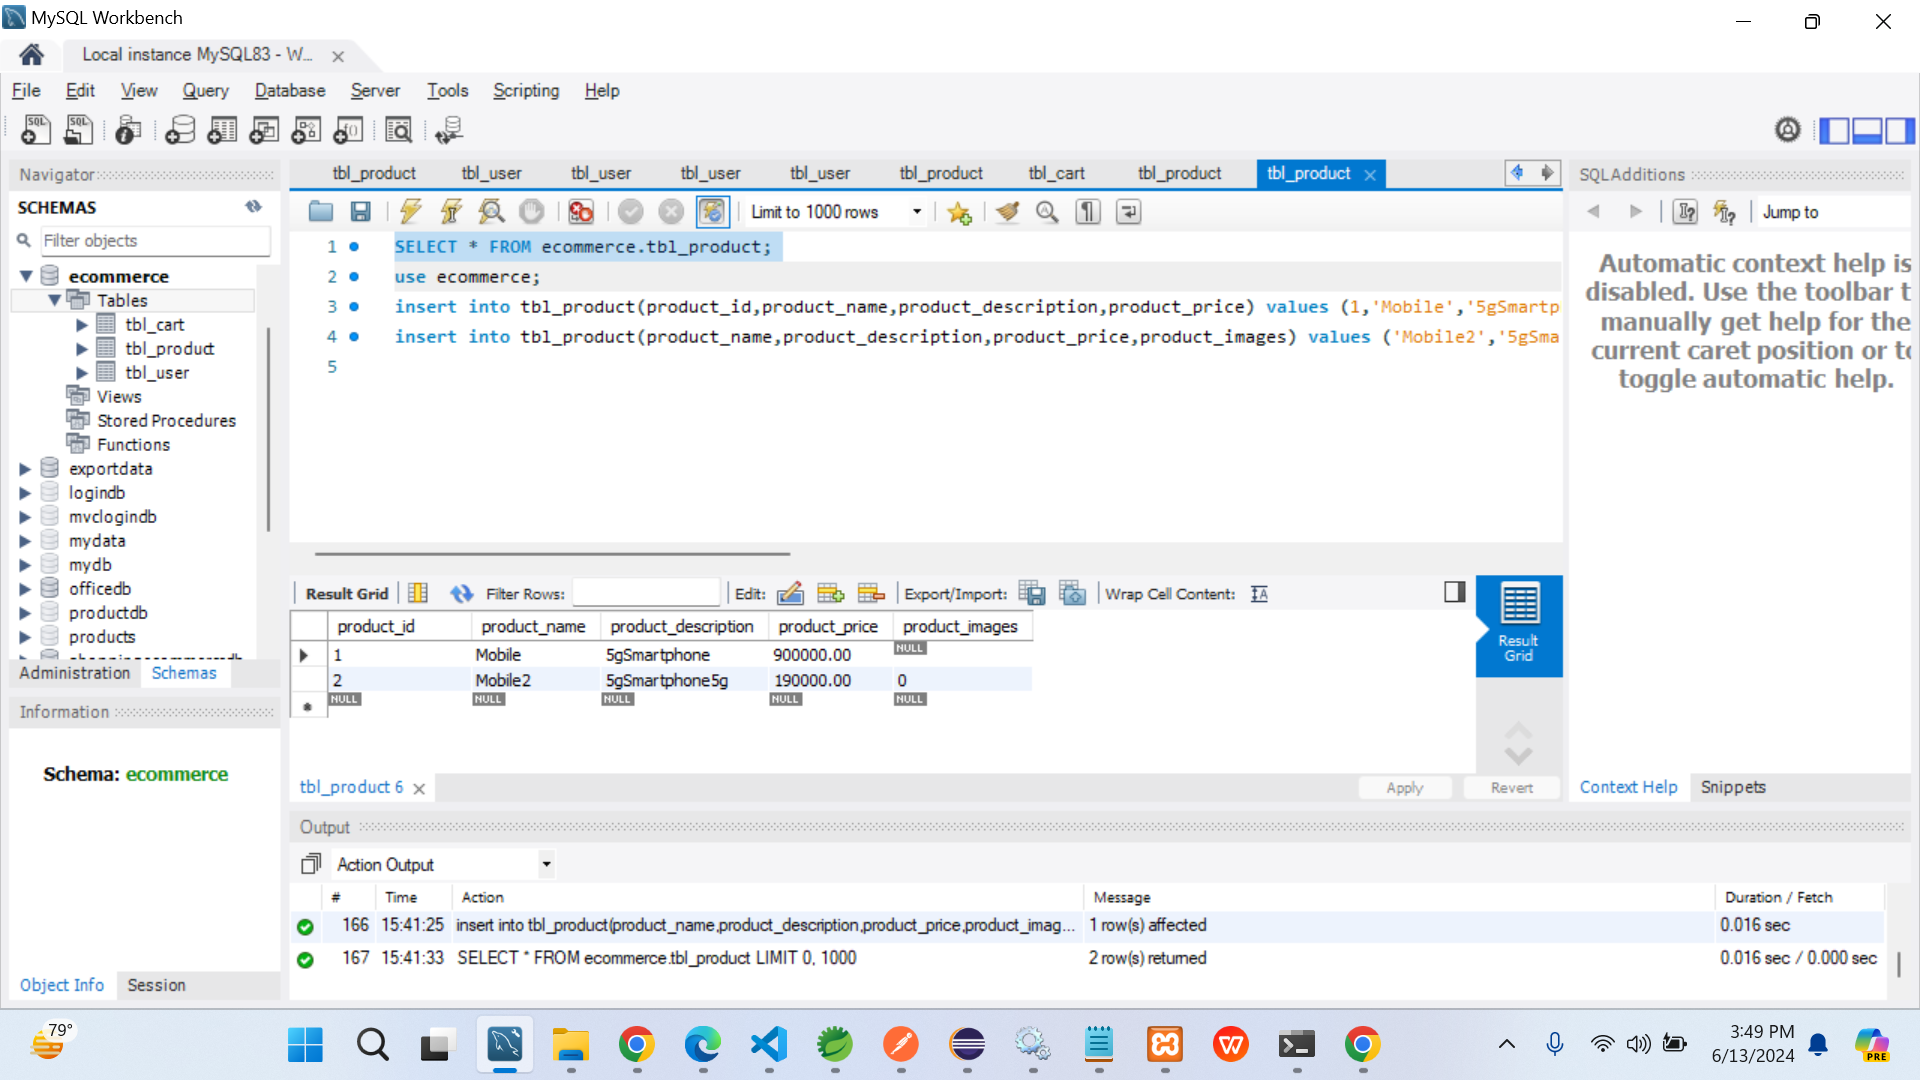 MySQL Workbench
Local instance MySQL83 - W...
File Edit View Query Database Server Tools Scripting Help
Navigator
SCHEMAS
Filter objects
ecommerce
Tables
tbl_cart
tbl_product
tbl_user
Views
Stored Procedures
Functions
exportdata
logindb
mvclogindb
mydata
mydb
officedb
productdb
products
Administration Schemas
Information
Schema: ecommerce
Object Info Session
tbl_product tbl_user tbl_user tbl_user tbl_user tbl_product tbl_cart tbl_product tbl_product
Limit to 1000 rows
1 SELECT * FROM ecommerce.tbl_product;
2 use ecommerce;
3 insert into tbl_product(product_id,product_name,product_description,product_price) values (1,'Mobile','5gSmartp
4 insert into tbl_product(product_name,product_description,product_price,product_images) values ('Mobile2','5gSma
5
Result Grid Filter Rows: Edit: Export/Import: Wrap Cell Content:
product_id product_name product_description product_price product_images
1 Mobile 5gSmartphone 900000.00 NULL
2 Mobile2 5gSmartphone5g 190000.00 0
NULL NULL NULL NULL NULL
Result
Grid
tbl_product 6
Apply Revert
SQLAdditions
Jump to
Automatic context help is
disabled. Use the toolbar t
manually get help for the
current caret position or to
toggle automatic help.
Context Help Snippets
Output
Action Output
# Time Action Message Duration / Fetch
166 15:41:25 insert into tbl_product(product_name,product_description,product_price,product_imag... 1 row(s) affected 0.016 sec
167 15:41:33 SELECT * FROM ecommerce.tbl_product LIMIT 0, 1000 2 row(s) returned 0.016 sec / 0.000 sec
79°
3:49 PM
6/13/2024
PRE